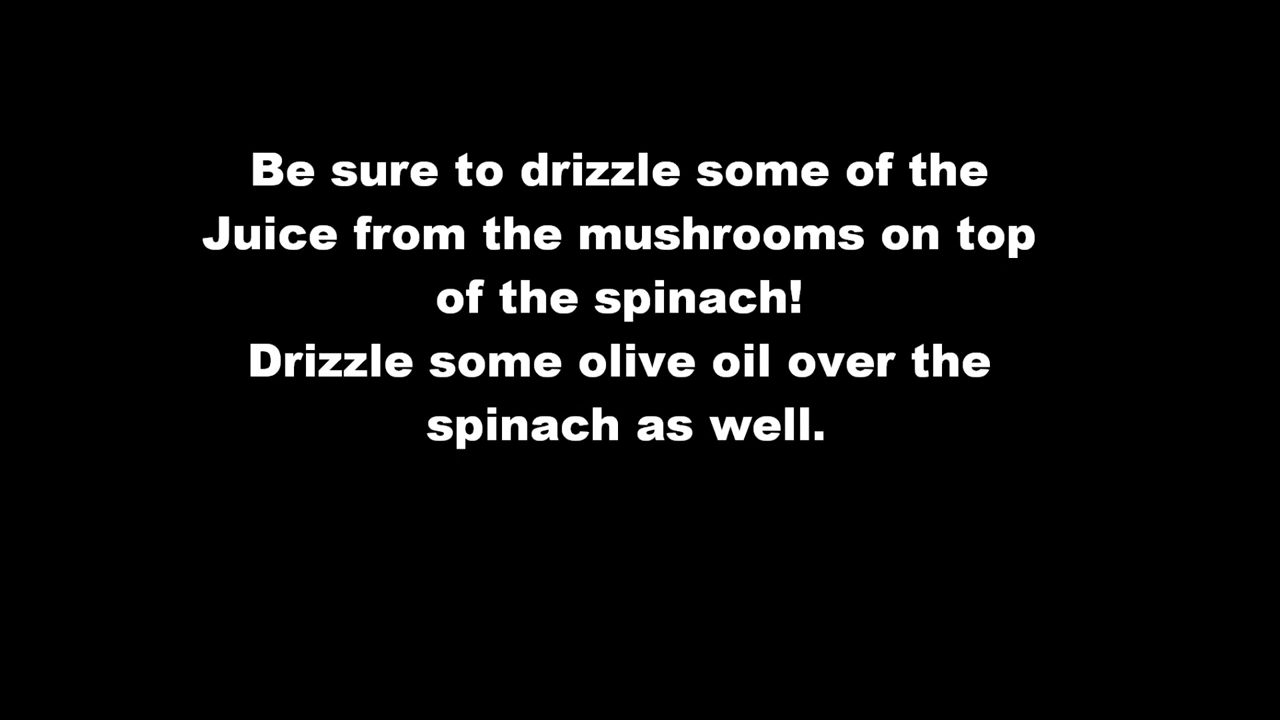 Be sure to drizzle some of the
Juice from the mushrooms on top
of the spinach!
Drizzle some olive oil over the
spinach as well.